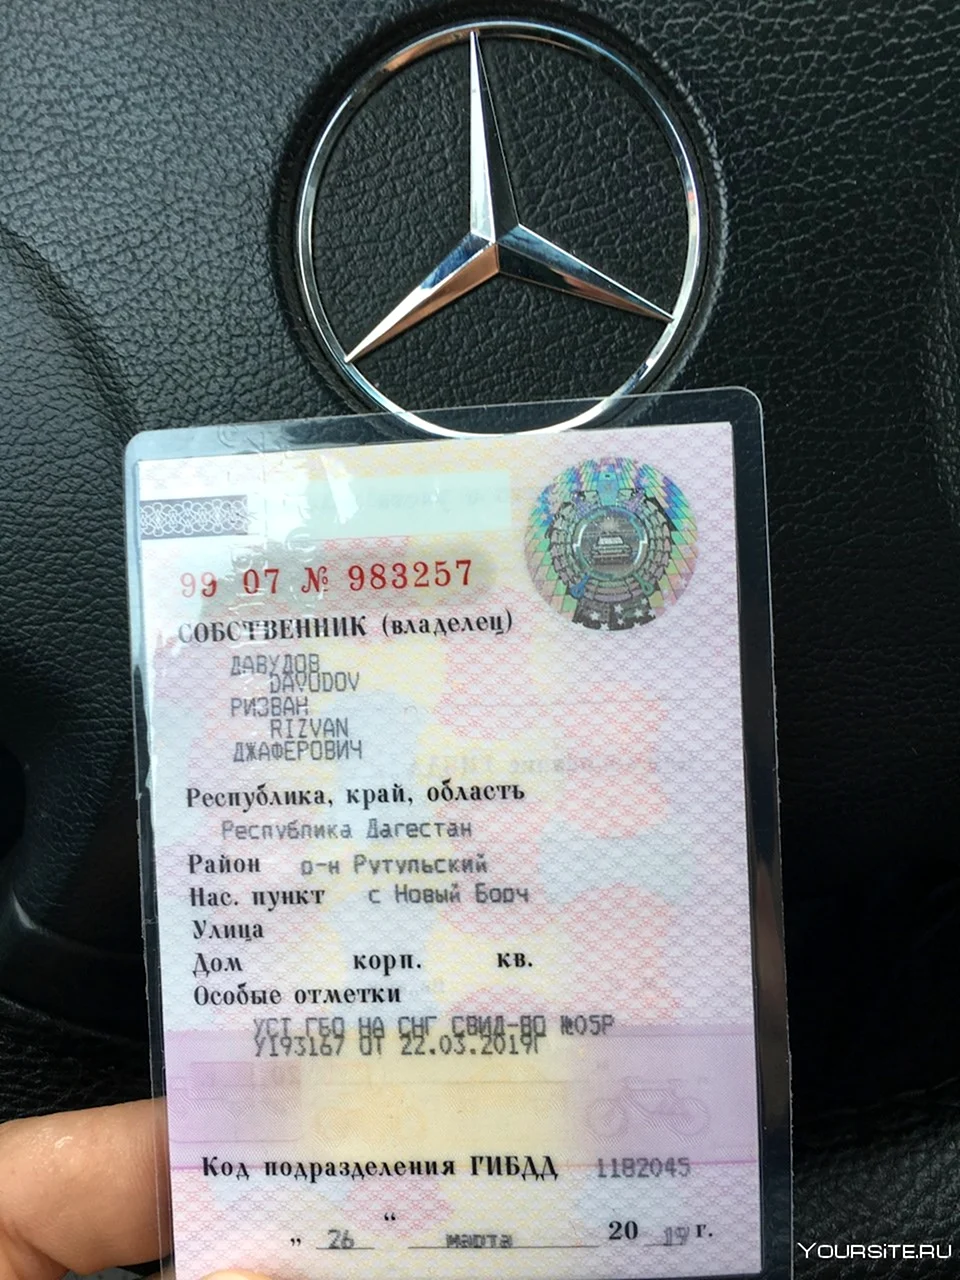 99 07 № 983257
СОБСТВЕННИК (владелец)
ДАВУДОВ
DAVUDOV
РИЗВАН
RIZVAN
ДЖАФЕРОВИЧ
Республика, край, область
Республика Дагестан
Район р-н Рутульский
Нас. пункт с Новый Борч
Улица
Дом корп. кв.
Особые отметки
УСТ ГБО НА СНГ СВИД-ВО №05Р
У193167 ОТ 22.03.2019Г
Код подразделения ГИБДД 1182045
„ 26 “ марта 20 19 г.
YOURSITE.RU